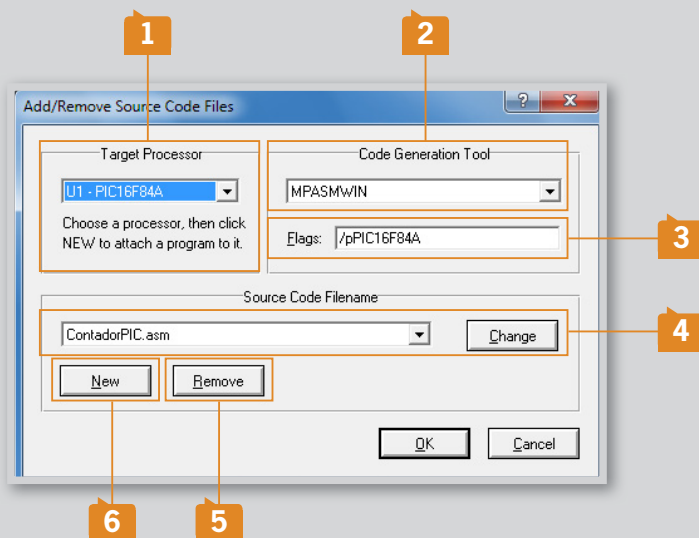 1
2
Add/Remove Source Code Files
?
X
Target Processor
Code Generation Tool
U1 - PIC16F84A
MPASMWIN
Choose a processor, then click
NEW to attach a program to it.
Flags: /pPIC16F84A
3
Source Code Filename
ContadorPIC.asm
Change
4
New
Remove
OK
Cancel
6
5